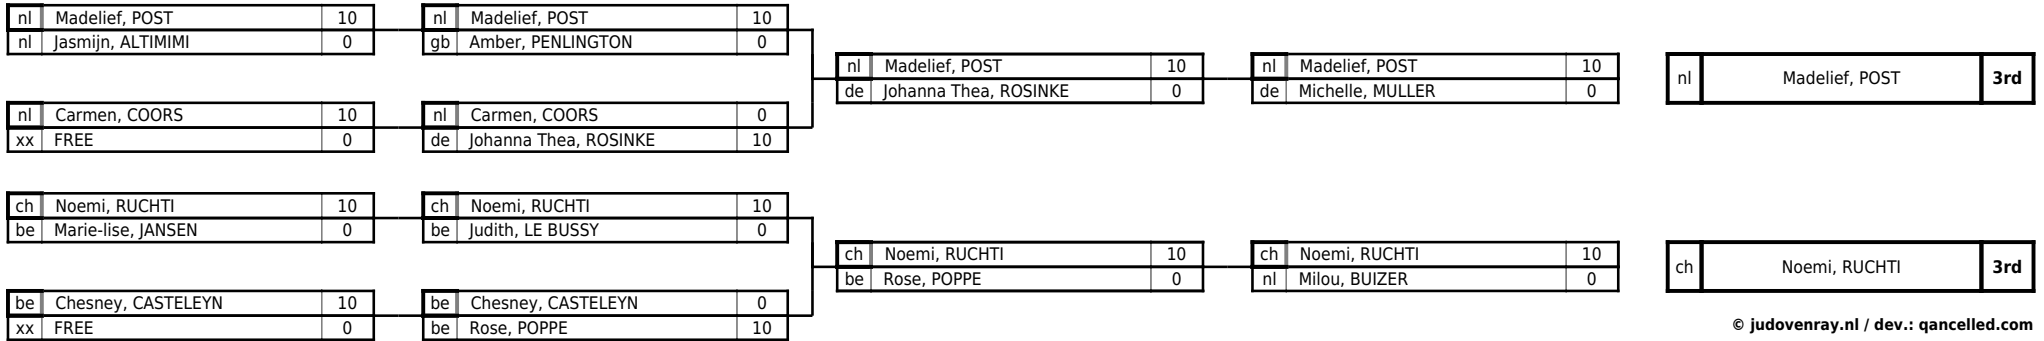 nl Madelief, POST 10
nl Jasmijn, ALTIMIMI 0
nl Carmen, COORS 10
xx FREE 0
ch Noemi, RUCHTI 10
be Marie-lise, JANSEN 0
be Chesney, CASTELEYN 10
xx FREE 0
nl Madelief, POST 10
gb Amber, PENLINGTON 0
nl Carmen, COORS 0
de Johanna Thea, ROSINKE 10
ch Noemi, RUCHTI 10
be Judith, LE BUSSY 0
be Chesney, CASTELEYN 0
be Rose, POPPE 10
nl Madelief, POST 10
de Johanna Thea, ROSINKE 0
ch Noemi, RUCHTI 10
be Rose, POPPE 0
nl Madelief, POST 10
de Michelle, MULLER 0
ch Noemi, RUCHTI 10
nl Milou, BUIZER 0
nl Madelief, POST 3rd
ch Noemi, RUCHTI 3rd
© judovenray.nl / dev.: qancelled.com